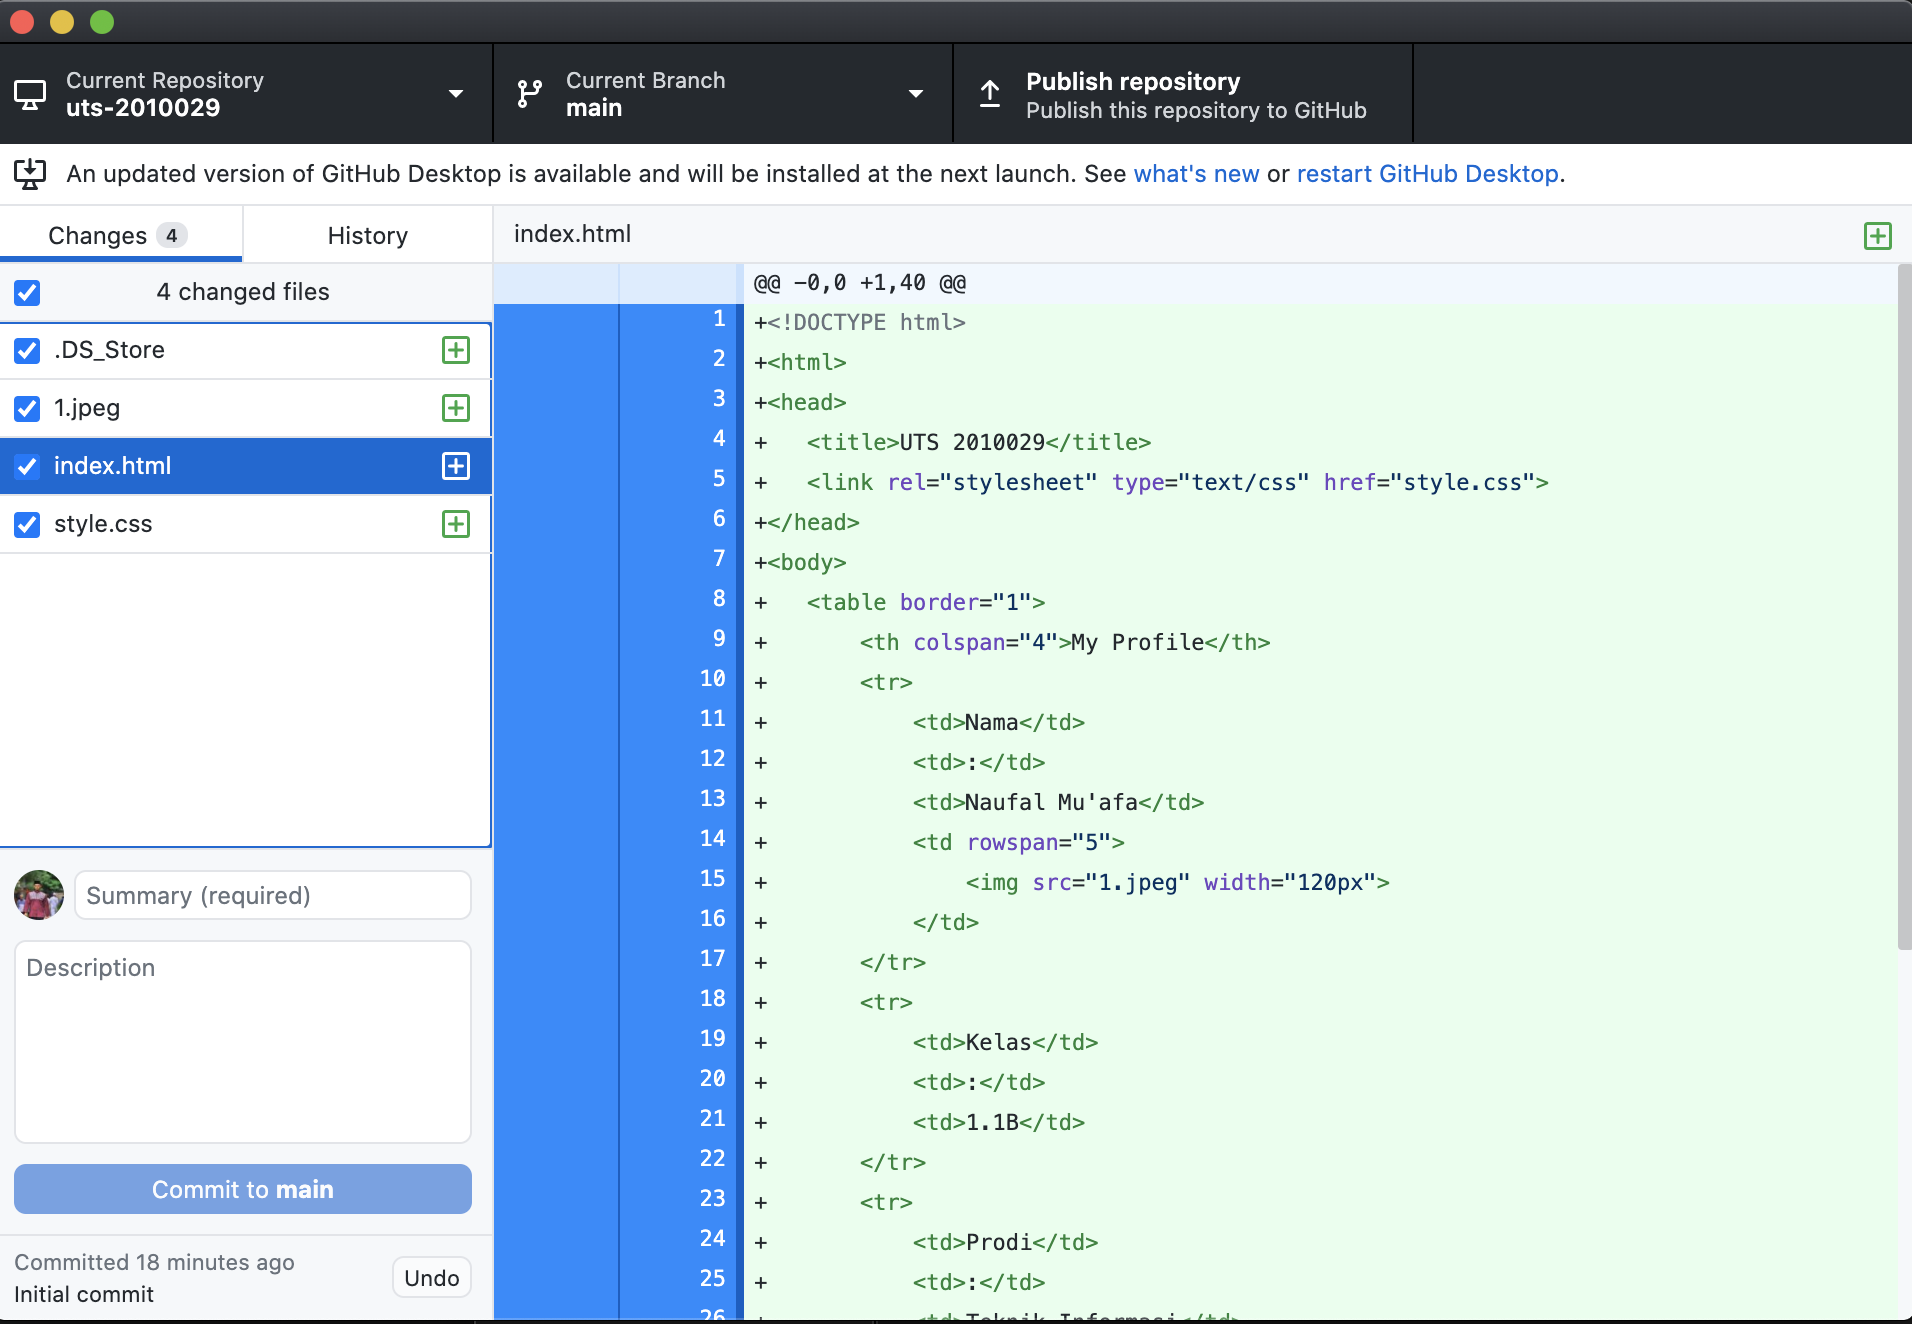 Current Repository
uts-2010029
Current Branch
main
Publish repository
Publish this repository to GitHub
An updated version of GitHub Desktop is available and will be installed at the next launch. See what's new or restart GitHub Desktop.
Changes 4
History
index.html
4 changed files
.DS_Store
1.jpeg
index.html
style.css
Summary (required)
Description
Commit to main
Committed 18 minutes ago
Initial commit
Undo
@@ -0,0 +1,40 @@
1 +<!DOCTYPE html>
2 +<html>
3 +<head>
4 + <title>UTS 2010029</title>
5 + <link rel="stylesheet" type="text/css" href="style.css">
6 +</head>
7 +<body>
8 + <table border="1">
9 + <th colspan="4">My Profile</th>
10 + <tr>
11 + <td>Nama</td>
12 + <td>:</td>
13 + <td>Naufal Mu'afa</td>
14 + <td rowspan="5">
15 + <img src="1.jpeg" width="120px">
16 + </td>
17 + </tr>
18 + <tr>
19 + <td>Kelas</td>
20 + <td>:</td>
21 + <td>1.1B</td>
22 + </tr>
23 + <tr>
24 + <td>Prodi</td>
25 + <td>:</td>
26 + <td>Teknik Informasi</td>